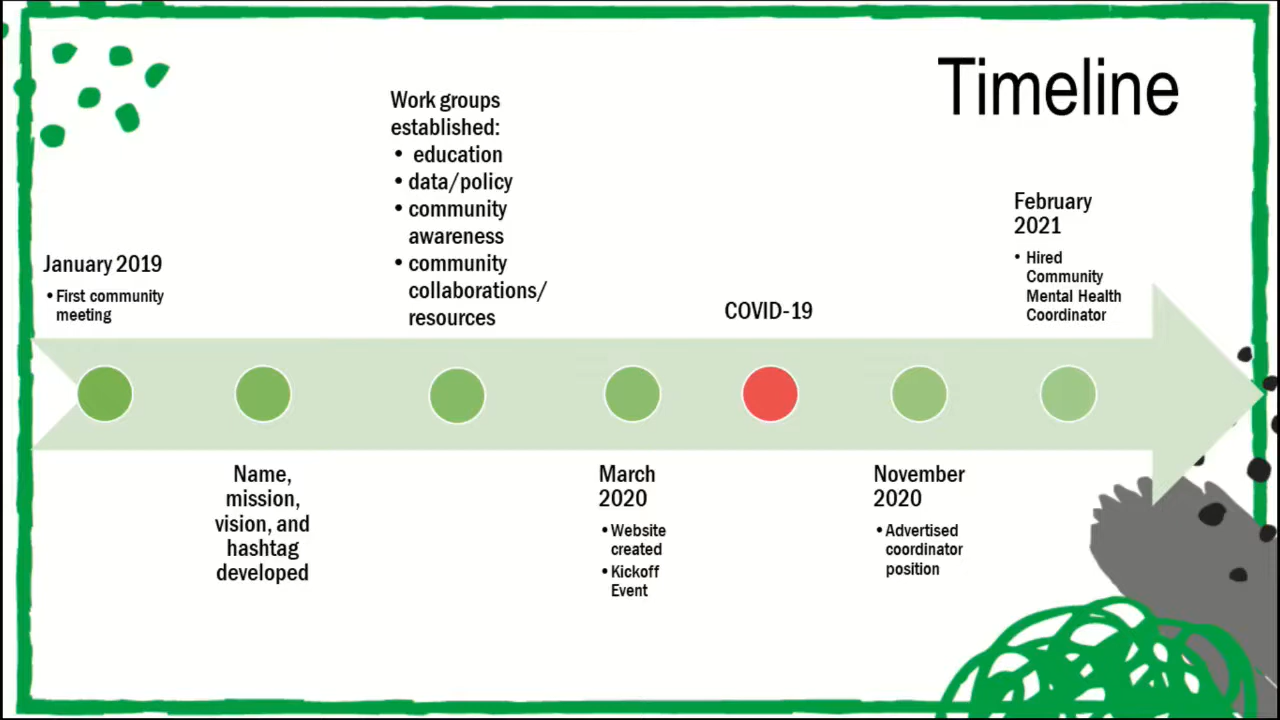 Timeline
January 2019
• First community
meeting
Name,
mission,
vision, and
hashtag
developed
Work groups
established:
• education
• data/policy
• community
awareness
• community
collaborations/
resources
March
2020
• Website
created
• Kickoff
Event
COVID-19
November
2020
• Advertised
coordinator
position
February
2021
• Hired
Community
Mental Health
Coordinator